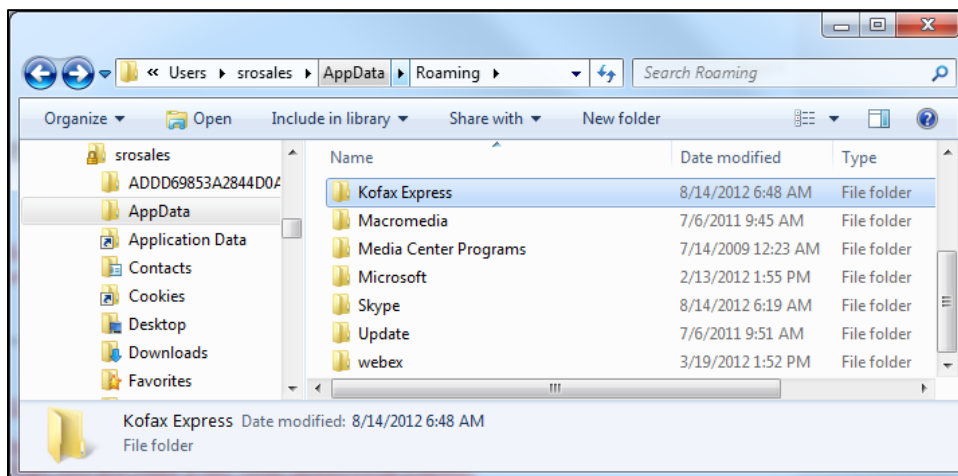 « Users srosales AppData Roaming Search Roaming
Organize Open Include in library Share with New folder
srosales
ADDD69853A2844D0A
AppData
Application Data
Contacts
Cookies
Desktop
Downloads
Favorites
Name Date modified Type
Kofax Express 8/14/2012 6:48 AM File folder
Macromedia 7/6/2011 9:45 AM File folder
Media Center Programs 7/14/2009 12:23 AM File folder
Microsoft 2/13/2012 1:55 PM File folder
Skype 8/14/2012 6:19 AM File folder
Update 7/6/2011 9:51 AM File folder
webex 3/19/2012 1:52 PM File folder
Kofax Express Date modified: 8/14/2012 6:48 AM
File folder